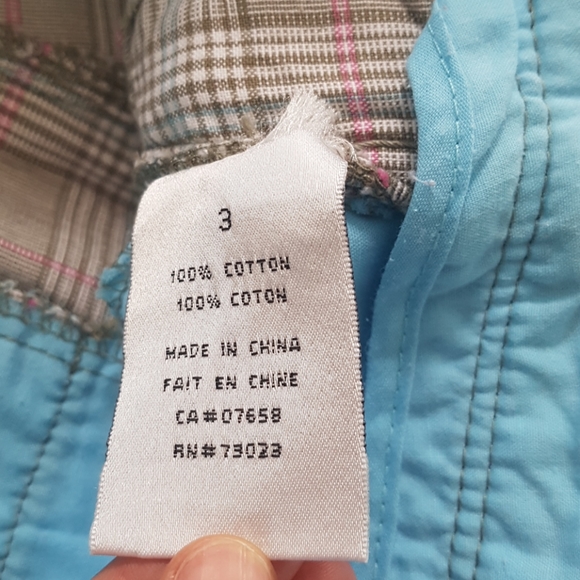 3
100% COTTON
100% COTON
MADE IN CHINA
FAIT EN CHINE
CA#07658
RN#73023